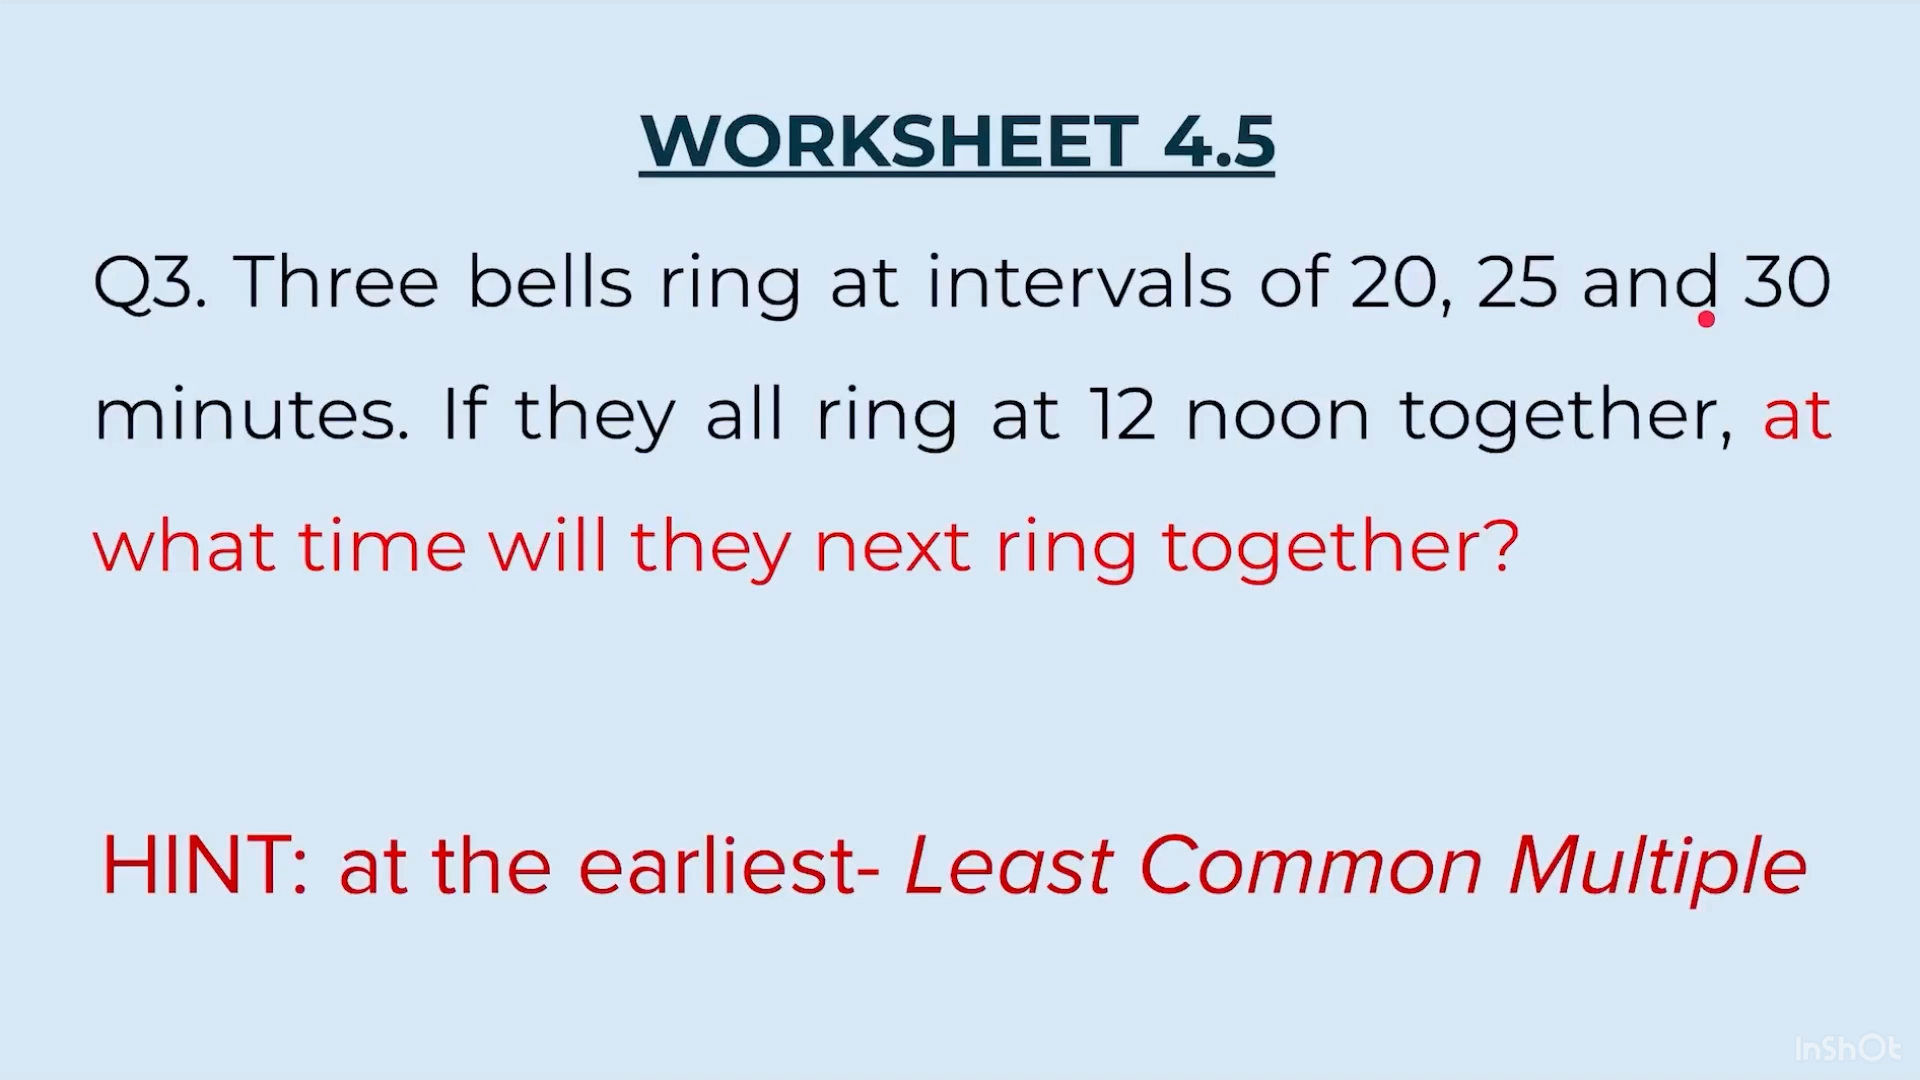 WORKSHEET 4.5
Q3. Three bells ring at intervals of 20, 25 and 30
minutes. If they all ring at 12 noon together, at
what time will they next ring together?
HINT: at the earliest- Least Common Multiple
InShOt